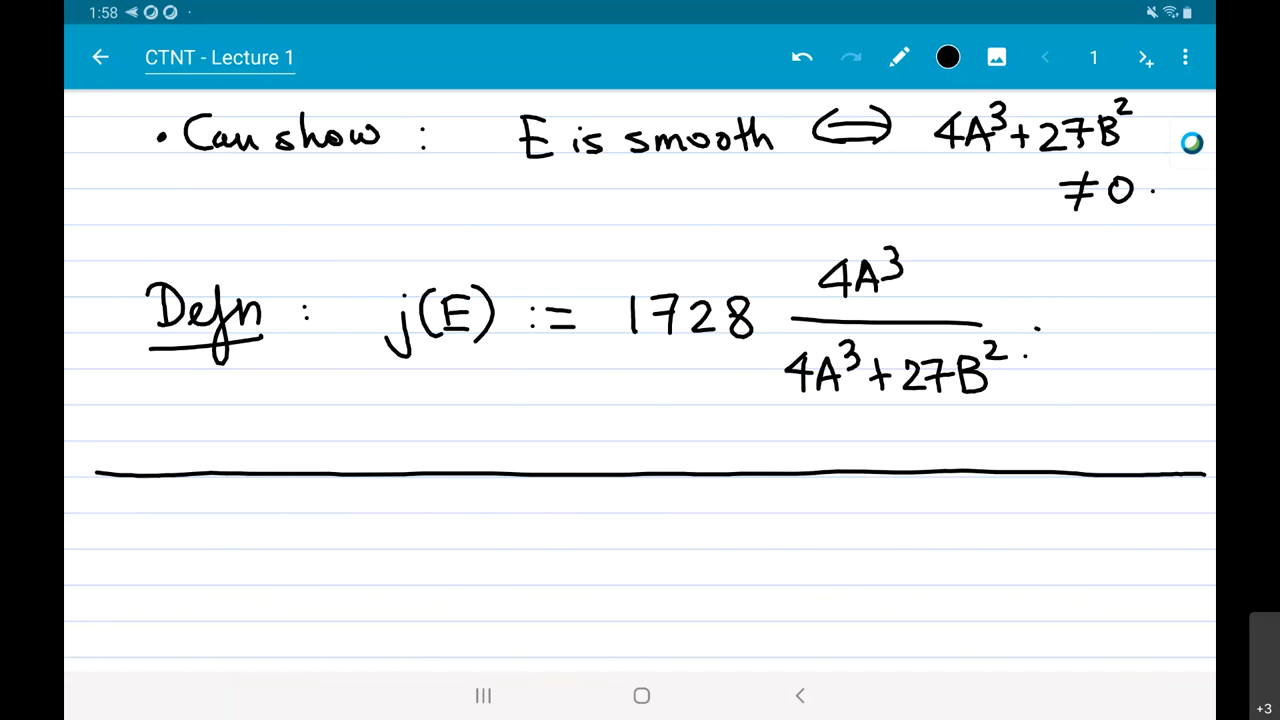 1:58
CTNT - Lecture 1
1
• Can show : E is smooth ⟺ 4A³ + 27B²
≠ 0 .
Defn : j(E) := 1728 4A³ / 4A³ + 27B² .
+3